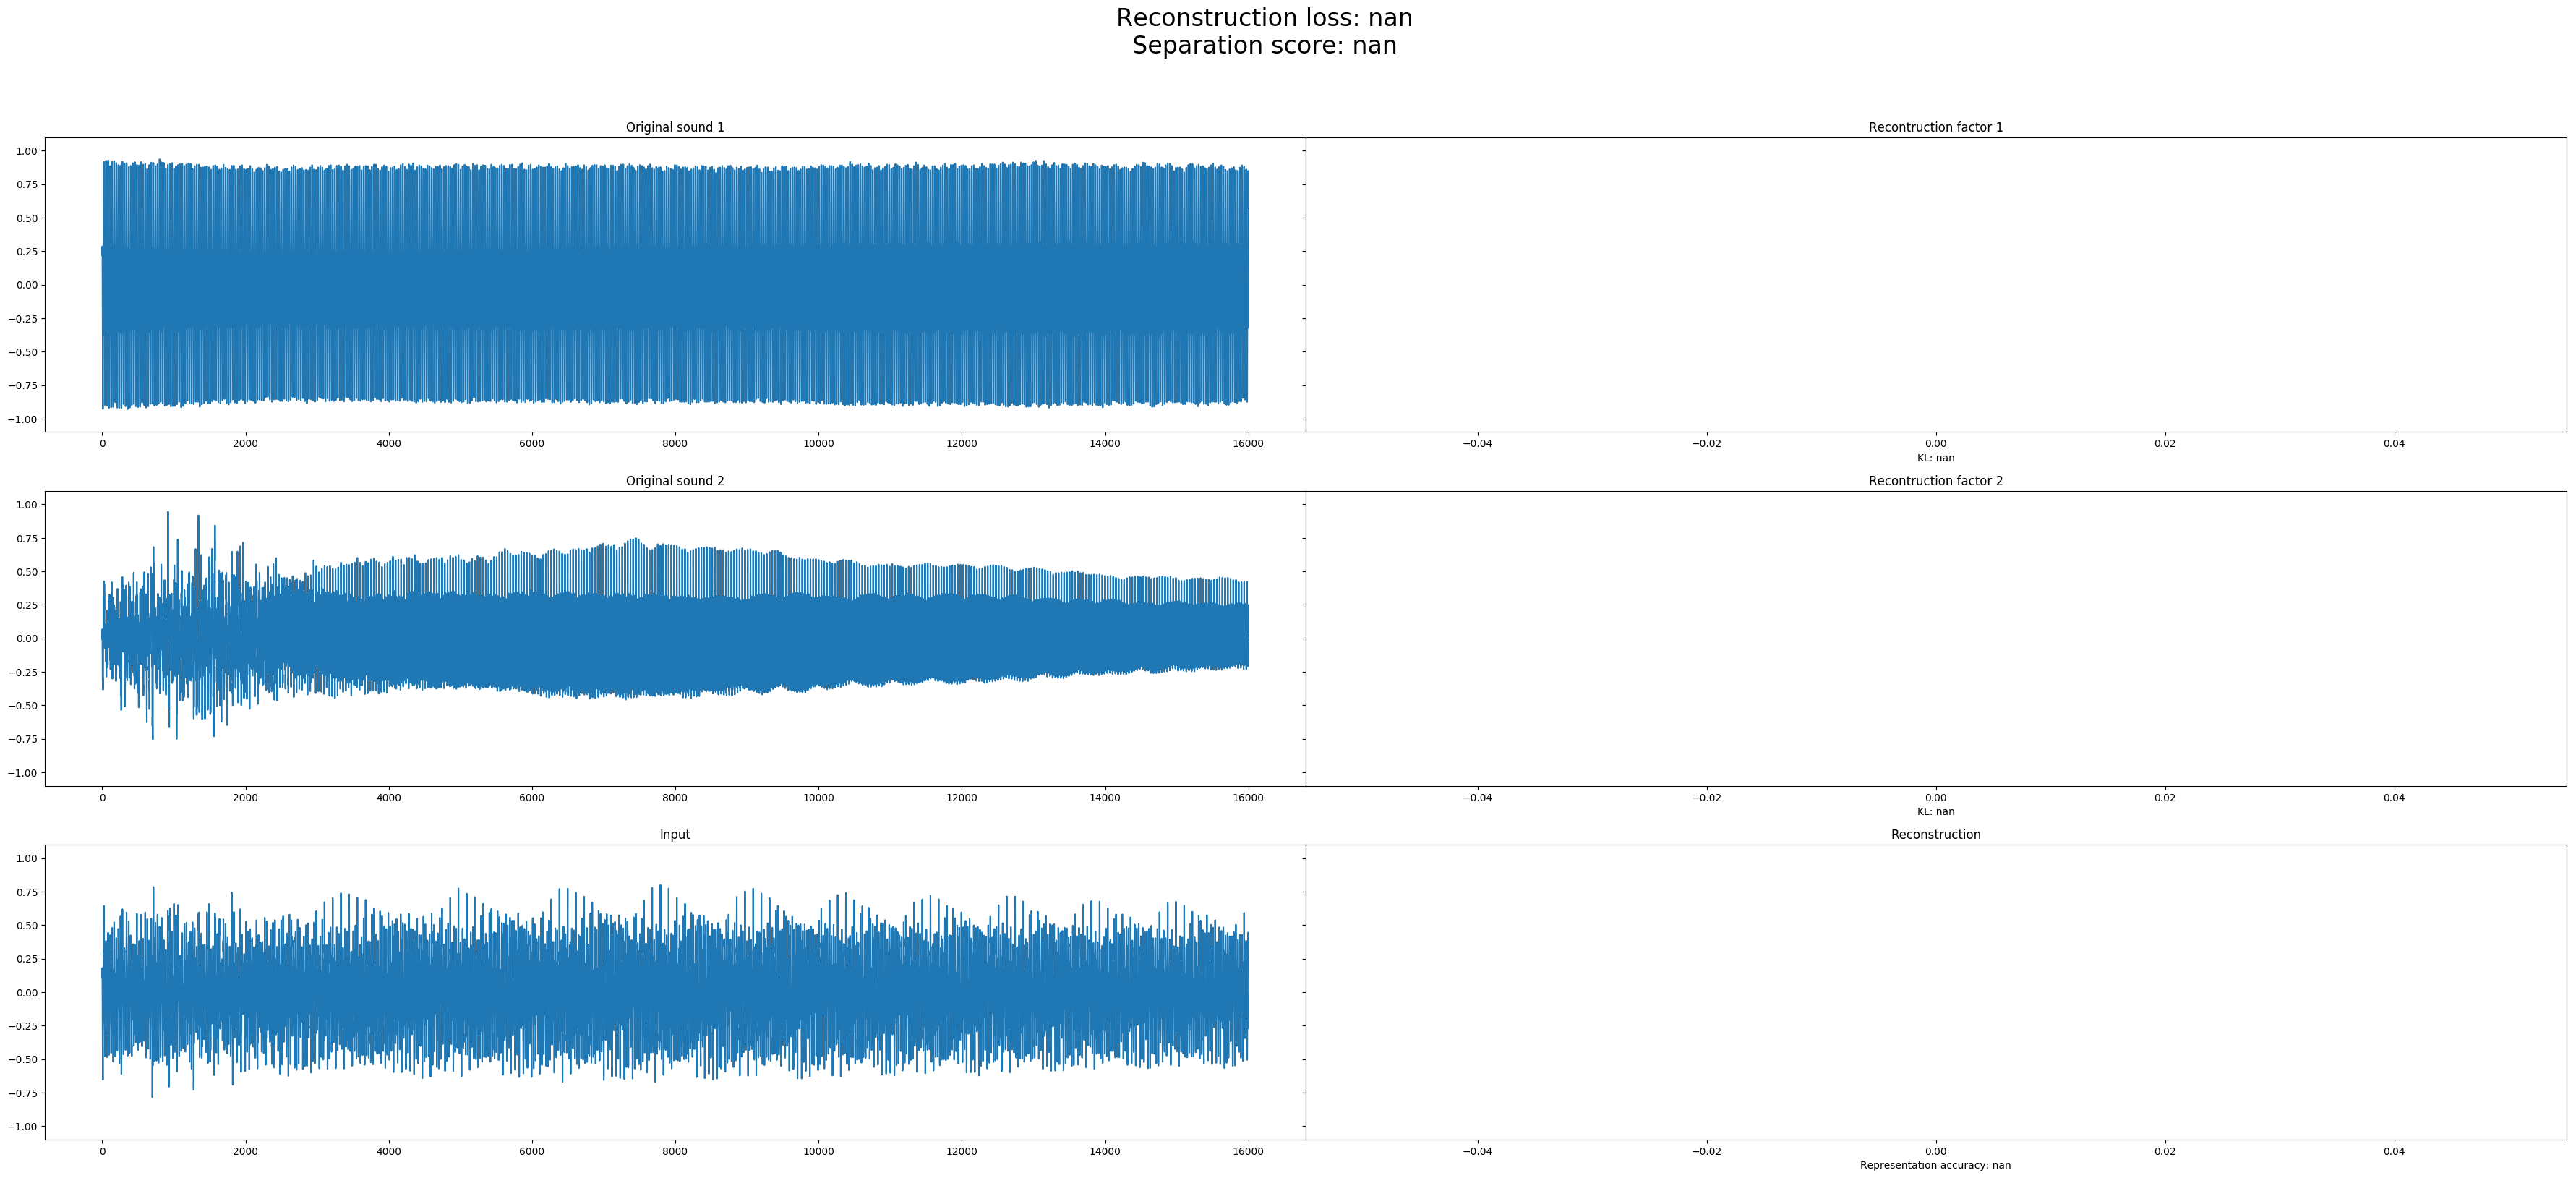 Reconstruction loss: nan
Separation score: nan
Original sound 1
Recontruction factor 1
1.00
0.75
0.50
0.25
0.00
−0.25
−0.50
−0.75
−1.00
0 2000 4000 6000 8000 10000 12000 14000 16000
−0.04 −0.02 0.00 0.02 0.04
KL: nan
Original sound 2
Recontruction factor 2
1.00
0.75
0.50
0.25
0.00
−0.25
−0.50
−0.75
−1.00
0 2000 4000 6000 8000 10000 12000 14000 16000
−0.04 −0.02 0.00 0.02 0.04
KL: nan
Input
Reconstruction
1.00
0.75
0.50
0.25
0.00
−0.25
−0.50
−0.75
−1.00
0 2000 4000 6000 8000 10000 12000 14000 16000
−0.04 −0.02 0.00 0.02 0.04
Representation accuracy: nan